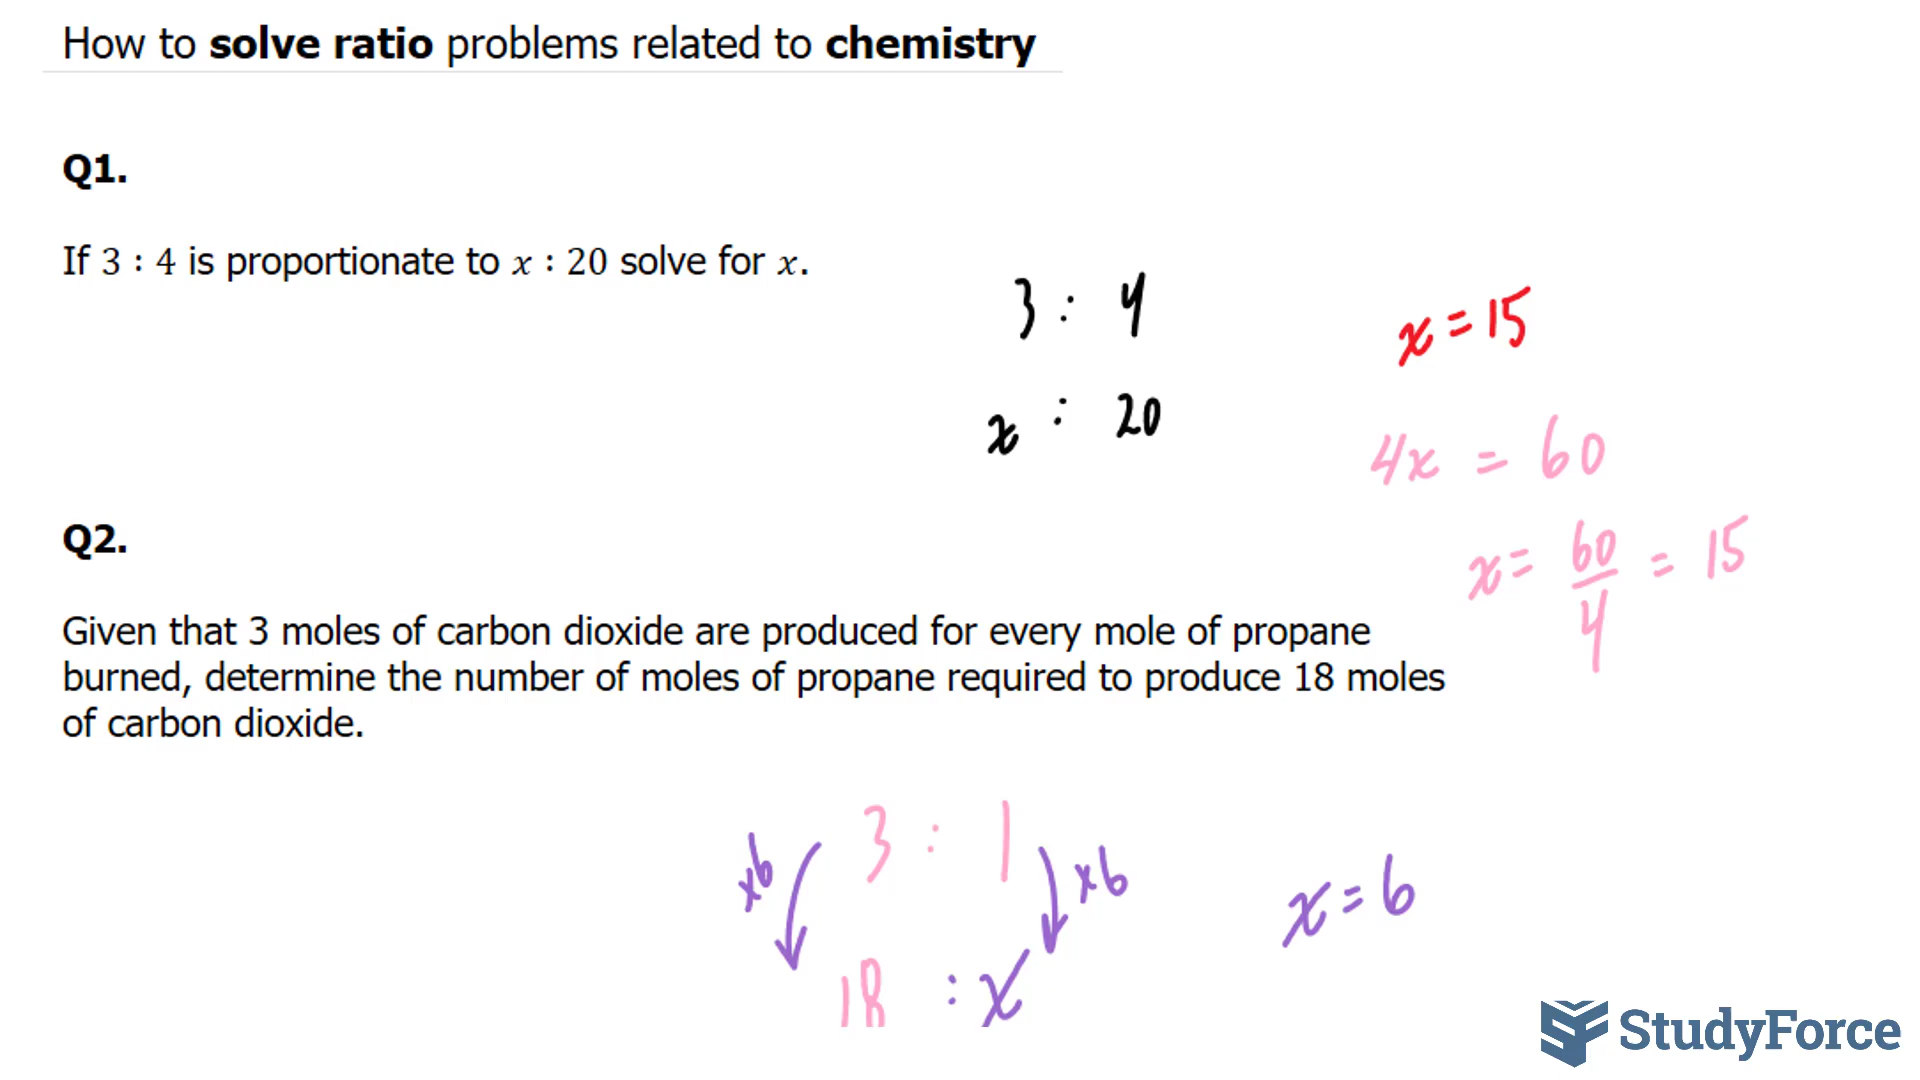 How to solve ratio problems related to chemistry
Q1.
If 3 : 4 is proportionate to x : 20 solve for x.
3 : 4
x = 15
x : 20
4x = 60
x = 60/4 = 15
Q2.
Given that 3 moles of carbon dioxide are produced for every mole of propane
burned, determine the number of moles of propane required to produce 18 moles
of carbon dioxide.
3 : 1
x6
x6
x = 6
18 : x
StudyForce